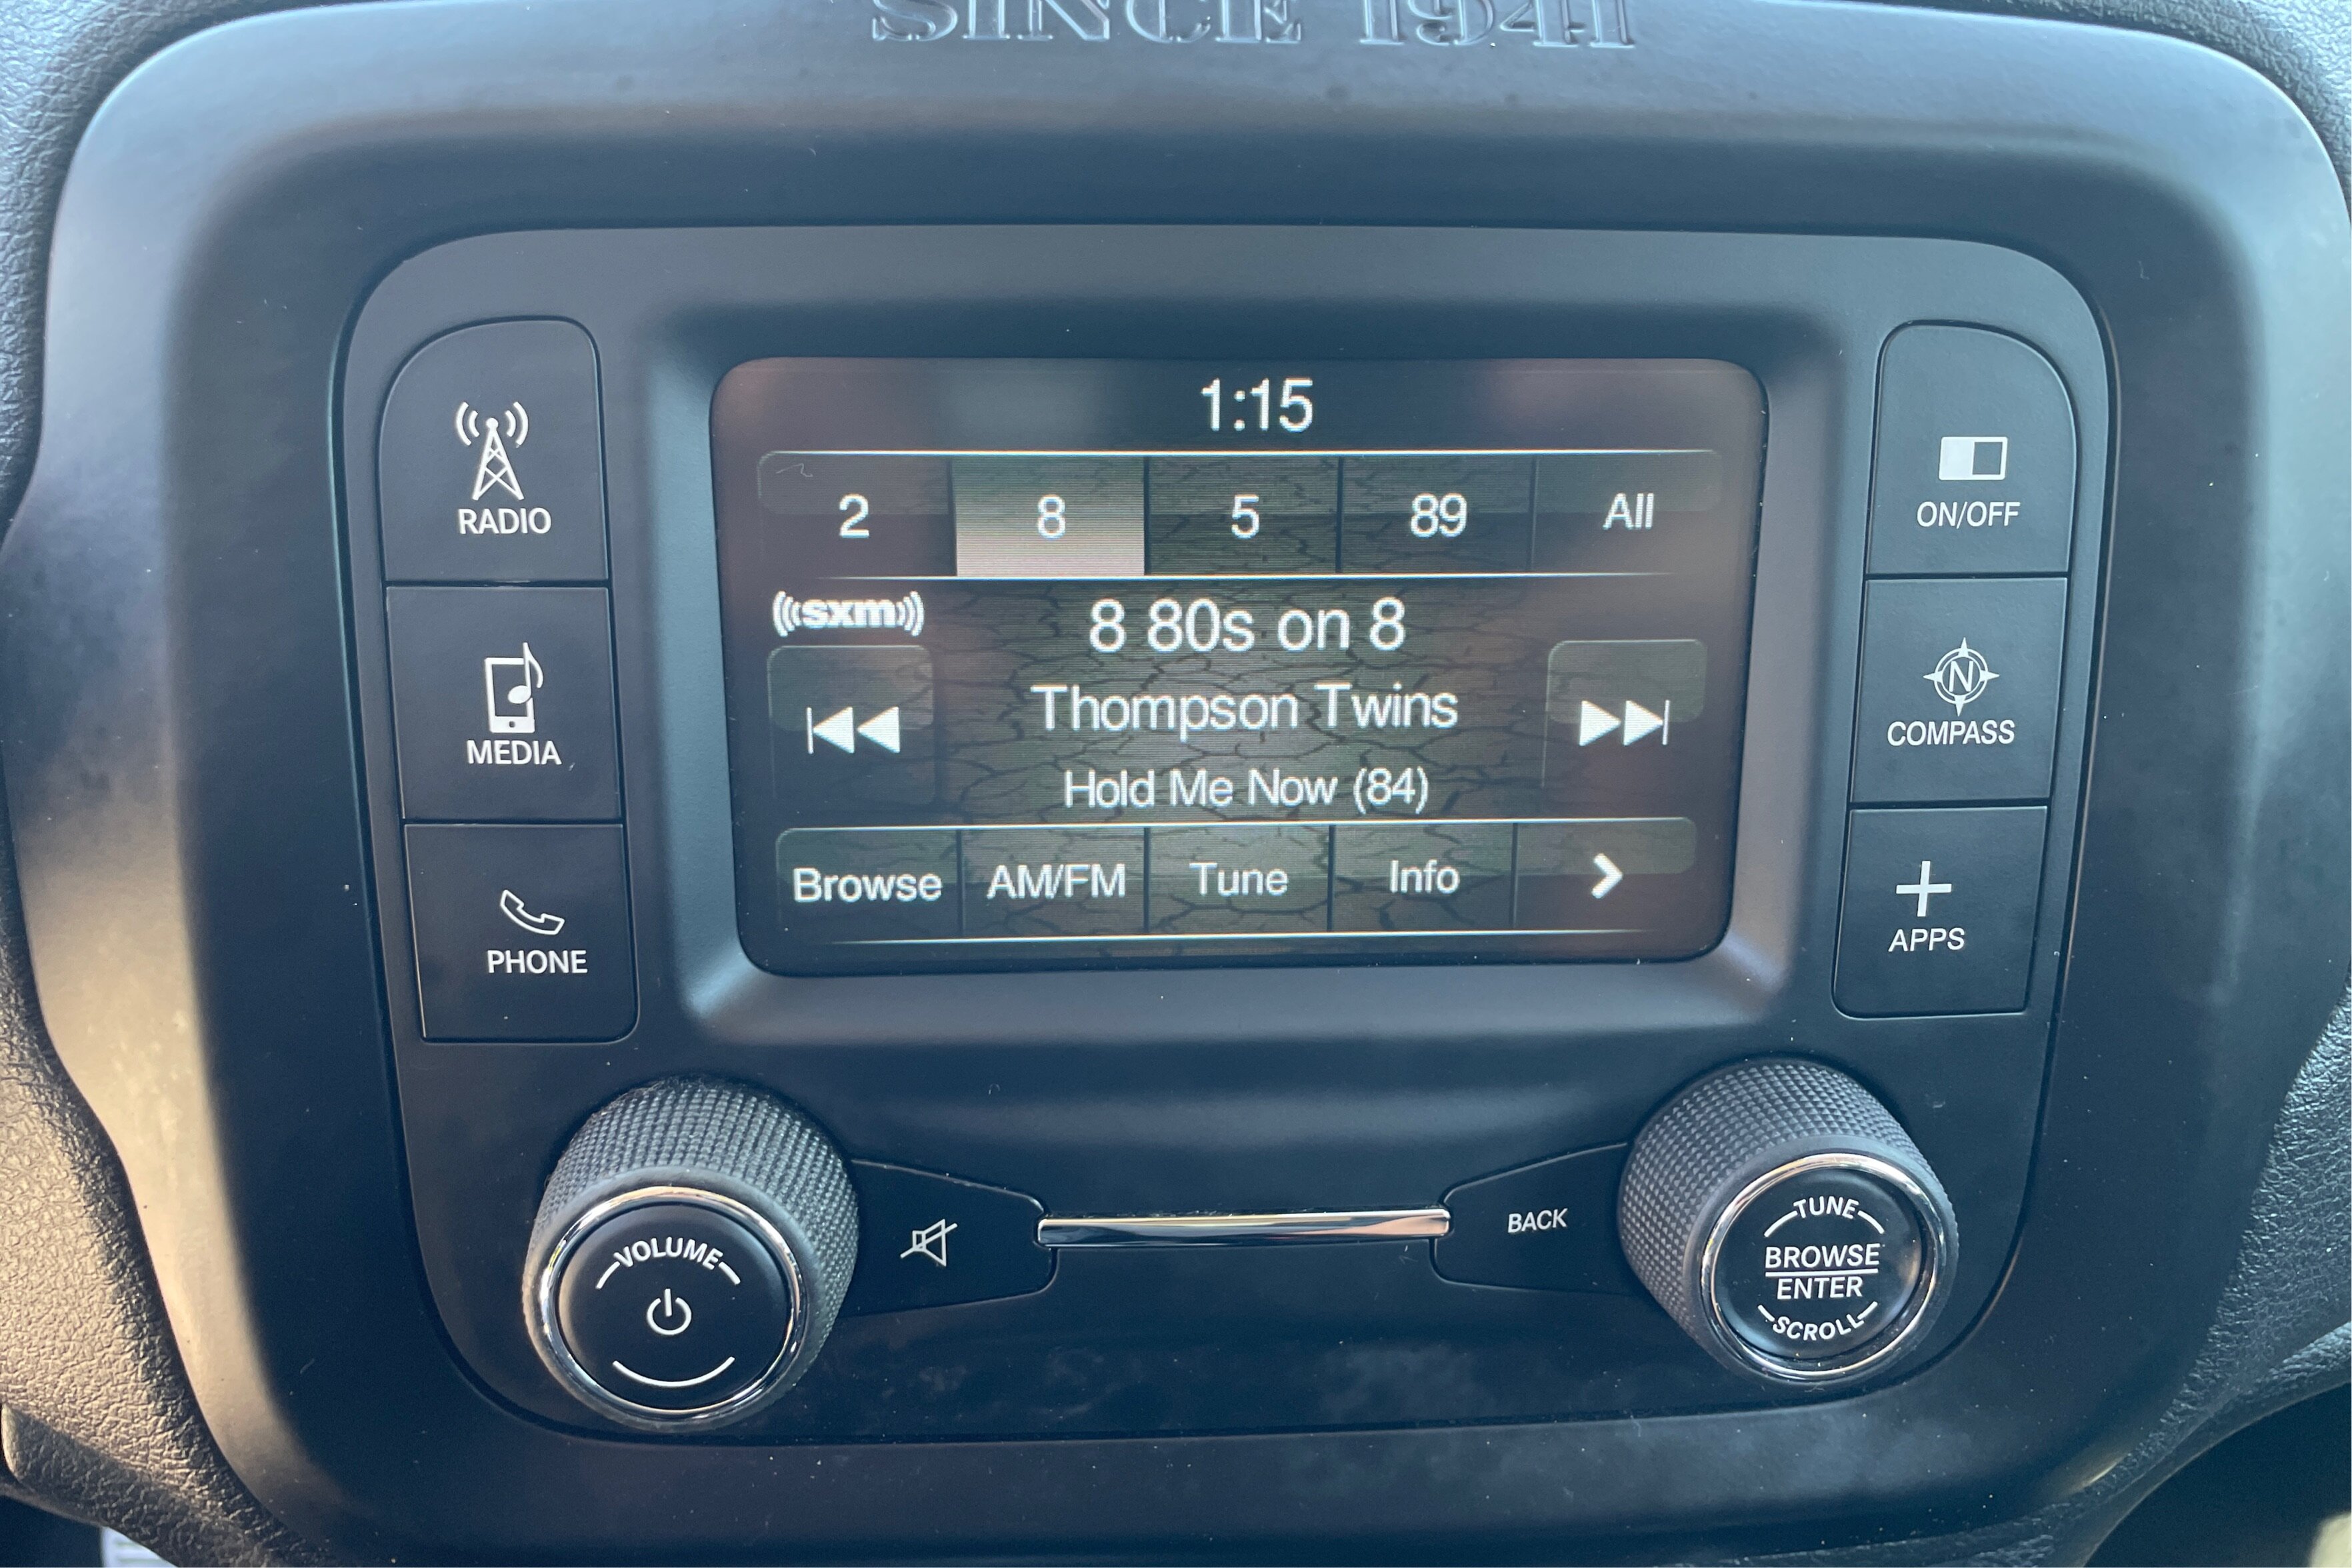 SINCE 1941
1:15
2 8 5 89 All
sxm
8 80s on 8
Thompson Twins
Hold Me Now (84)
Browse AM/FM Tune Info
RADIO
MEDIA
PHONE
ON/OFF
N
COMPASS
APPS
VOLUME
BACK
TUNE
BROWSE
ENTER
SCROLL